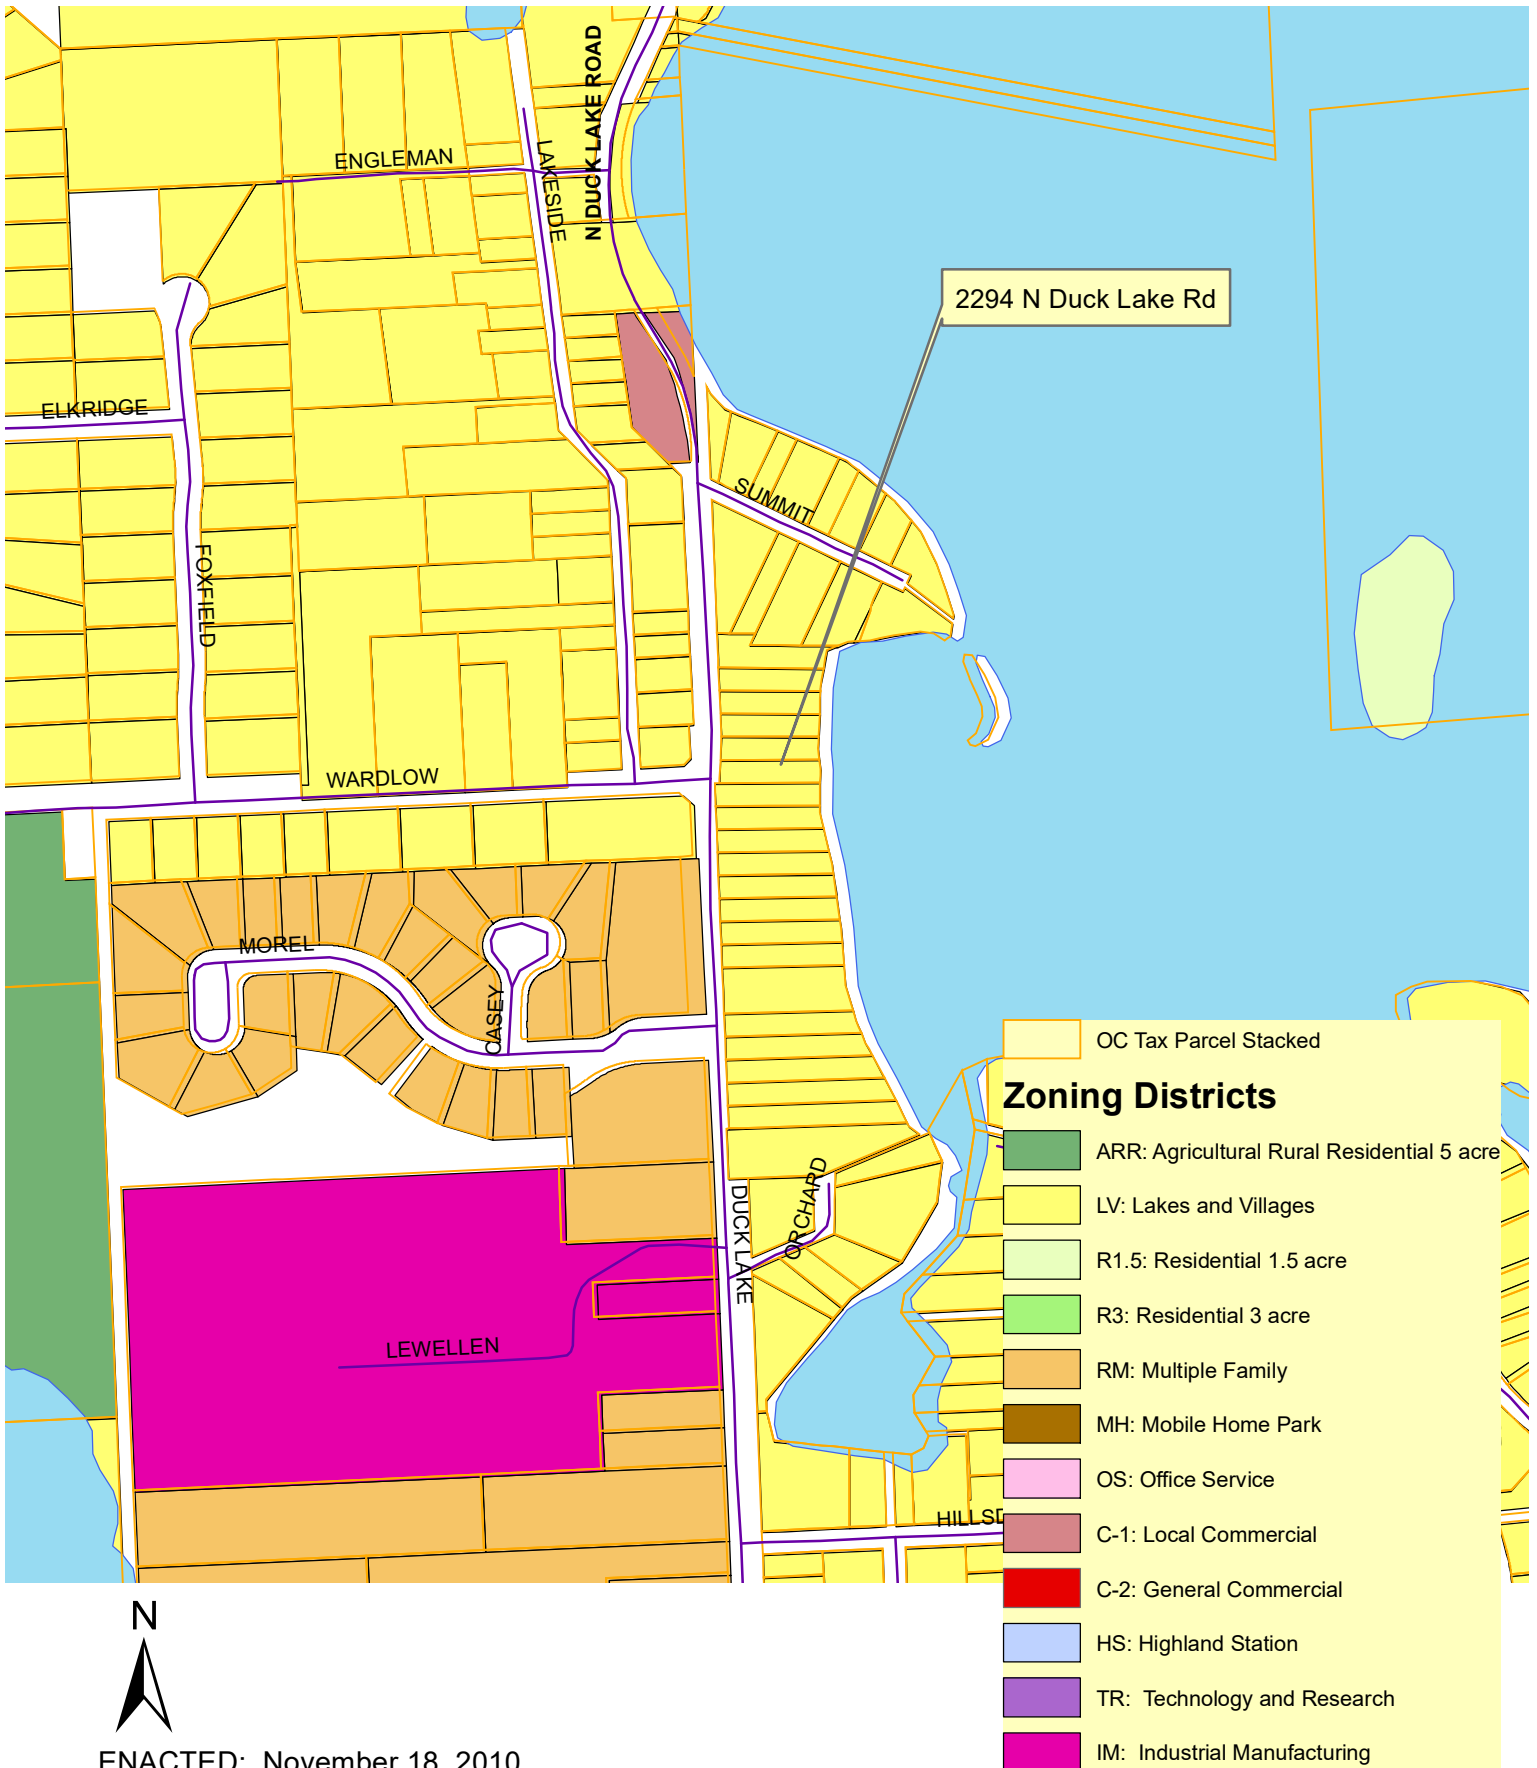 N DUCK LAKE ROAD
ENGLEMAN
LAKESIDE
2294 N Duck Lake Rd
ELKRIDGE
SUMMIT
FOXFIELD
WARDLOW
MOREL
CASEY
OC Tax Parcel Stacked
Zoning Districts
ARR: Agricultural Rural Residential 5 acre
LV: Lakes and Villages
R1.5: Residential 1.5 acre
R3: Residential 3 acre
RM: Multiple Family
MH: Mobile Home Park
OS: Office Service
C-1: Local Commercial
C-2: General Commercial
HS: Highland Station
TR: Technology and Research
IM: Industrial Manufacturing
ORCHARD
DUCK LAKE
LEWELLEN
HILLSD
N
ENACTED: November 18, 2010